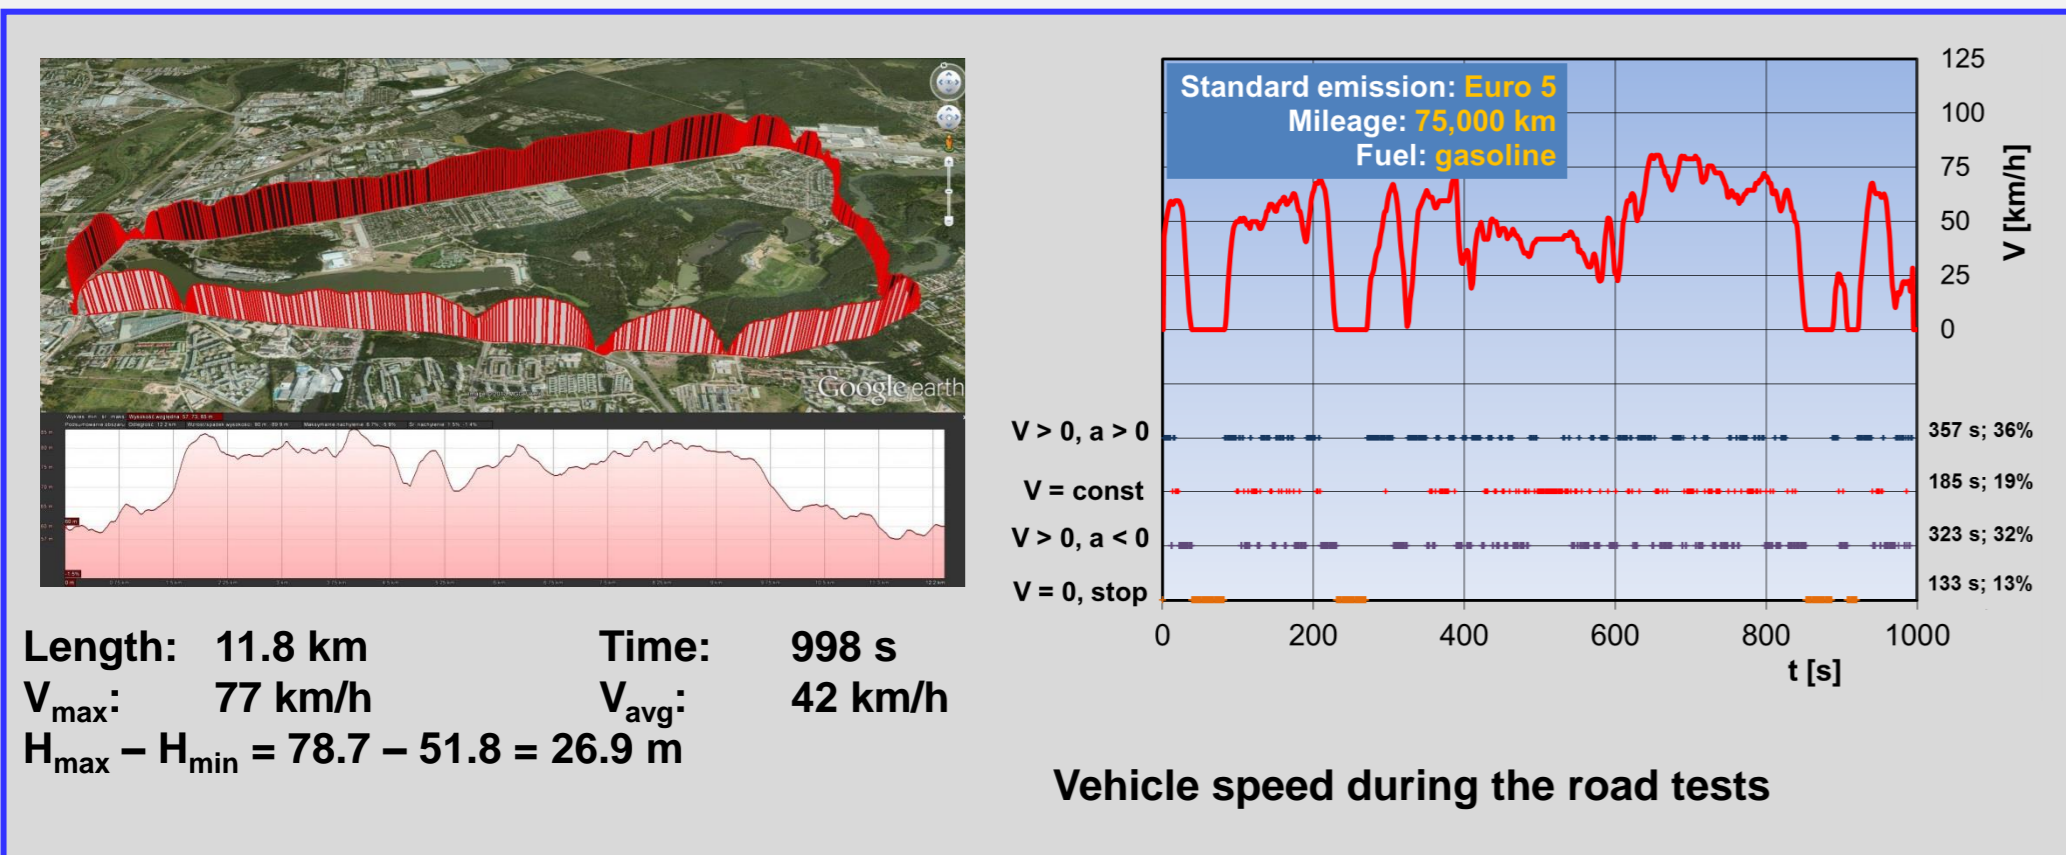 Google earth
Length: 11.8 km
Time: 998 s
Vmax: 77 km/h
Vavg: 42 km/h
Hmax – Hmin = 78.7 – 51.8 = 26.9 m
Standard emission: Euro 5
Mileage: 75,000 km
Fuel: gasoline
125
100
75
50
25
0
V [km/h]
V > 0, a > 0
357 s; 36%
V = const
185 s; 19%
V > 0, a < 0
323 s; 32%
V = 0, stop
133 s; 13%
0 200 400 600 800 1000
t [s]
Vehicle speed during the road tests